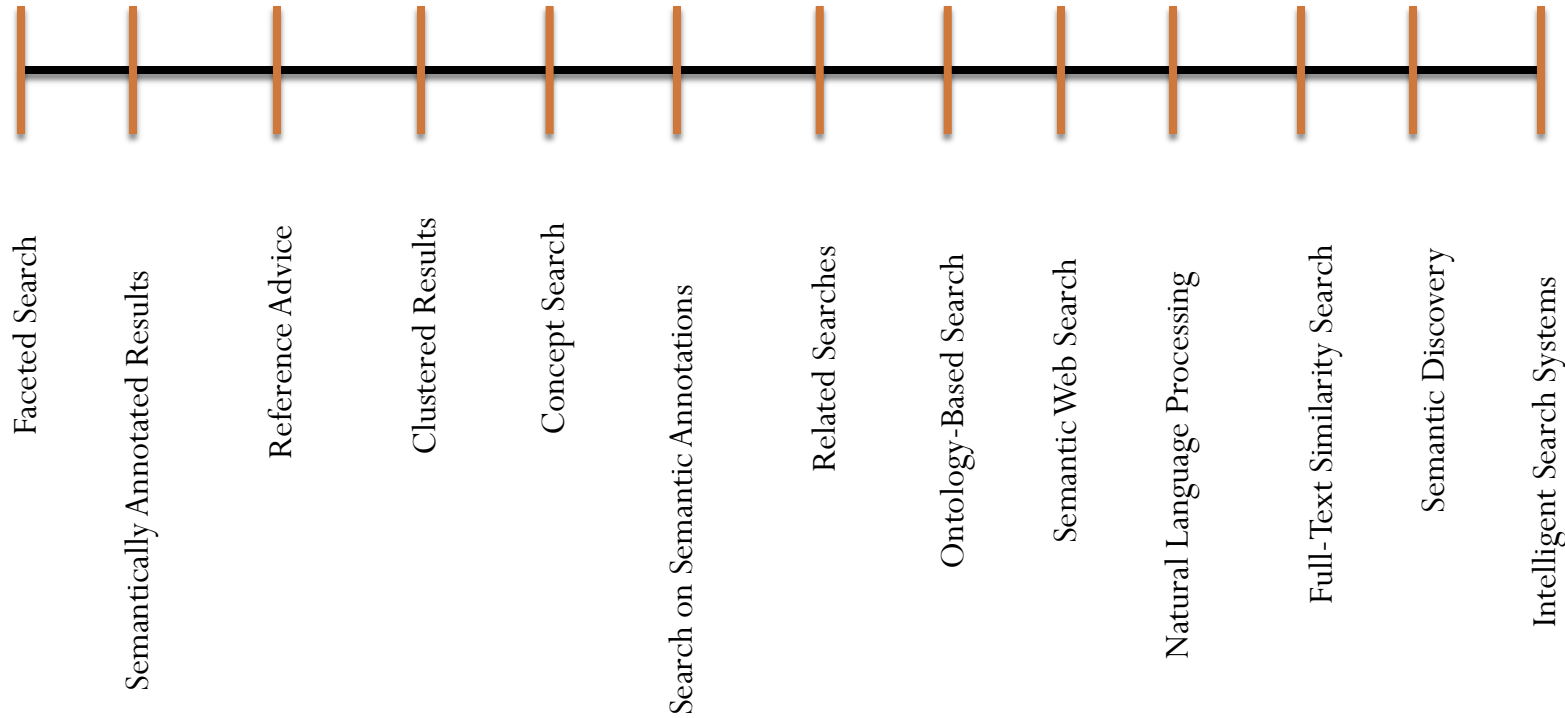 Faceted Search
Semantically Annotated Results
Reference Advice
Clustered Results
Concept Search
Search on Semantic Annotations
Related Searches
Ontology-Based Search
Semantic Web Search
Natural Language Processing
Full-Text Similarity Search
Semantic Discovery
Intelligent Search Systems